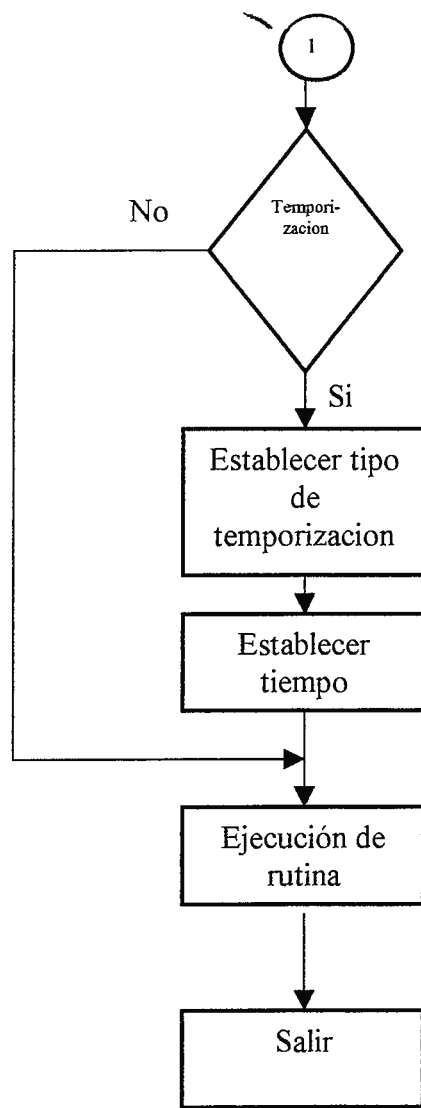 1
Tempori-
zacion
No
Si
Establecer tipo
de
temporizacion
Establecer
tiempo
Ejecución de
rutina
Salir